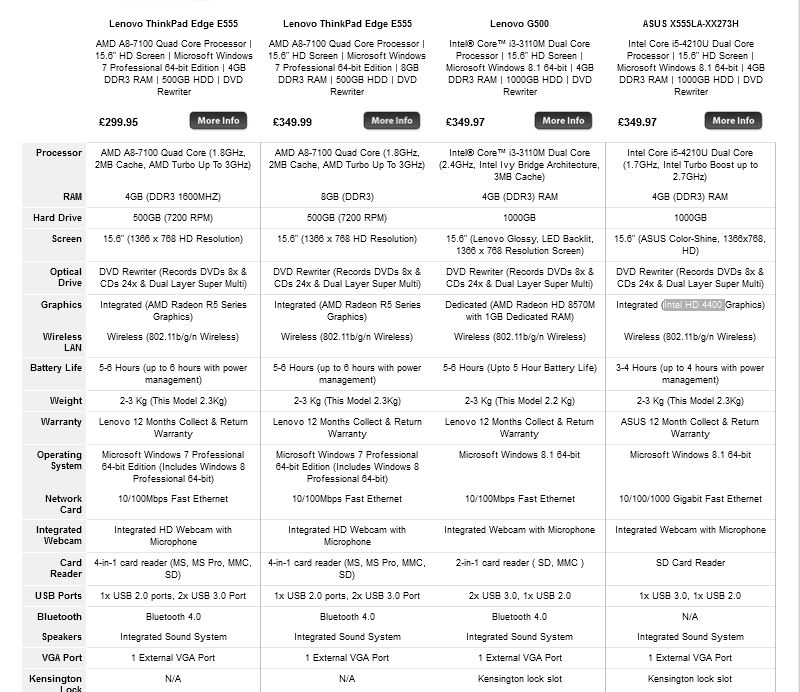 Lenovo ThinkPad Edge E555
AMD A8-7100 Quad Core Processor |
15.6" HD Screen | Microsoft Windows
7 Professional 64-bit Edition | 4GB
DDR3 RAM | 500GB HDD | DVD
Rewriter
£299.95 More Info
Lenovo ThinkPad Edge E555
AMD A8-7100 Quad Core Processor |
15.6" HD Screen | Microsoft Windows
7 Professional 64-bit Edition | 8GB
DDR3 RAM | 500GB HDD | DVD
Rewriter
£349.99 More Info
Lenovo G500
Intel® Core™ i3-3110M Dual Core
Processor | 15.6" HD Screen |
Microsoft Windows 8.1 64-bit | 4GB
DDR3 RAM | 1000GB HDD | DVD
Rewriter
£349.97 More Info
ASUS X555LA-XX273H
Intel Core i5-4210U Dual Core
Processor | 15.6" HD Screen |
Microsoft Windows 8.1 64-bit | 4GB
DDR3 RAM | 1000GB HDD | DVD
Rewriter
£349.97 More Info
Processor
AMD A8-7100 Quad Core (1.8GHz,
2MB Cache, AMD Turbo Up To 3GHz)
AMD A8-7100 Quad Core (1.8GHz,
2MB Cache, AMD Turbo Up To 3GHz)
Intel® Core™ i3-3110M Dual Core
(2.4GHz, Intel Ivy Bridge Architecture,
3MB Cache)
Intel Core i5-4210U Dual Core
(1.7GHz, Intel Turbo Boost up to
2.7GHz)
RAM
4GB (DDR3 1600MHZ)
8GB (DDR3)
4GB (DDR3) RAM
4GB (DDR3) RAM
Hard Drive
500GB (7200 RPM)
500GB (7200 RPM)
1000GB
1000GB
Screen
15.6" (1366 x 768 HD Resolution)
15.6" (1366 x 768 HD Resolution)
15.6" (Lenovo Glossy, LED Backlit,
1366 x 768 Resolution Screen)
15.6" (ASUS Color-Shine, 1366x768,
HD)
Optical
Drive
DVD Rewriter (Records DVDs 8x &
CDs 24x & Dual Layer Super Multi)
DVD Rewriter (Records DVDs 8x &
CDs 24x & Dual Layer Super Multi)
DVD Rewriter (Records DVDs 8x &
CDs 24x & Dual Layer Super Multi)
DVD Rewriter (Records DVDs 8x &
CDs 24x & Dual Layer Super Multi)
Graphics
Integrated (AMD Radeon R5 Series
Graphics)
Integrated (AMD Radeon R5 Series
Graphics)
Dedicated (AMD Radeon HD 8570M
with 1GB Dedicated RAM)
Integrated (Intel HD 4400 Graphics)
Wireless
LAN
Wireless (802.11b/g/n Wireless)
Wireless (802.11b/g/n Wireless)
Wireless (802.11b/g/n Wireless)
Wireless (802.11b/g/n Wireless)
Battery Life
5-6 Hours (up to 6 hours with power
management)
5-6 Hours (up to 6 hours with power
management)
5-6 Hours (Upto 5 Hour Battery Life)
3-4 Hours (up to 4 hours with power
management)
Weight
2-3 Kg (This Model 2.3Kg)
2-3 Kg (This Model 2.3Kg)
2-3 Kg (This Model 2.2 Kg)
2-3 Kg (This Model 2.3Kg)
Warranty
Lenovo 12 Months Collect & Return
Warranty
Lenovo 12 Months Collect & Return
Warranty
Lenovo 12 Months Collect & Return
Warranty
ASUS 12 Month Collect & Return
Warranty
Operating
System
Microsoft Windows 7 Professional
64-bit Edition (Includes Windows 8
Professional 64-bit)
Microsoft Windows 7 Professional
64-bit Edition (Includes Windows 8
Professional 64-bit)
Microsoft Windows 8.1 64-bit
Microsoft Windows 8.1 64-bit
Network
Card
10/100Mbps Fast Ethernet
10/100Mbps Fast Ethernet
10/100Mbps Fast Ethernet
10/100/1000 Gigabit Fast Ethernet
Integrated
Webcam
Integrated HD Webcam with
Microphone
Integrated HD Webcam with
Microphone
Integrated Webcam with Microphone
Integrated Webcam with Microphone
Card
Reader
4-in-1 card reader (MS, MS Pro, MMC,
SD)
4-in-1 card reader (MS, MS Pro, MMC,
SD)
2-in-1 card reader ( SD, MMC )
SD Card Reader
USB Ports
1x USB 2.0 ports, 2x USB 3.0 Port
1x USB 2.0 ports, 2x USB 3.0 Port
2x USB 3.0, 1x USB 2.0
1x USB 3.0, 1x USB 2.0
Bluetooth
Bluetooth 4.0
Bluetooth 4.0
Bluetooth 4.0
N/A
Speakers
Integrated Sound System
Integrated Sound System
Integrated Sound System
Integrated Sound System
VGA Port
1 External VGA Port
1 External VGA Port
1 External VGA Port
1 External VGA Port
Kensington
Lock
N/A
N/A
Kensington lock slot
Kensington lock slot